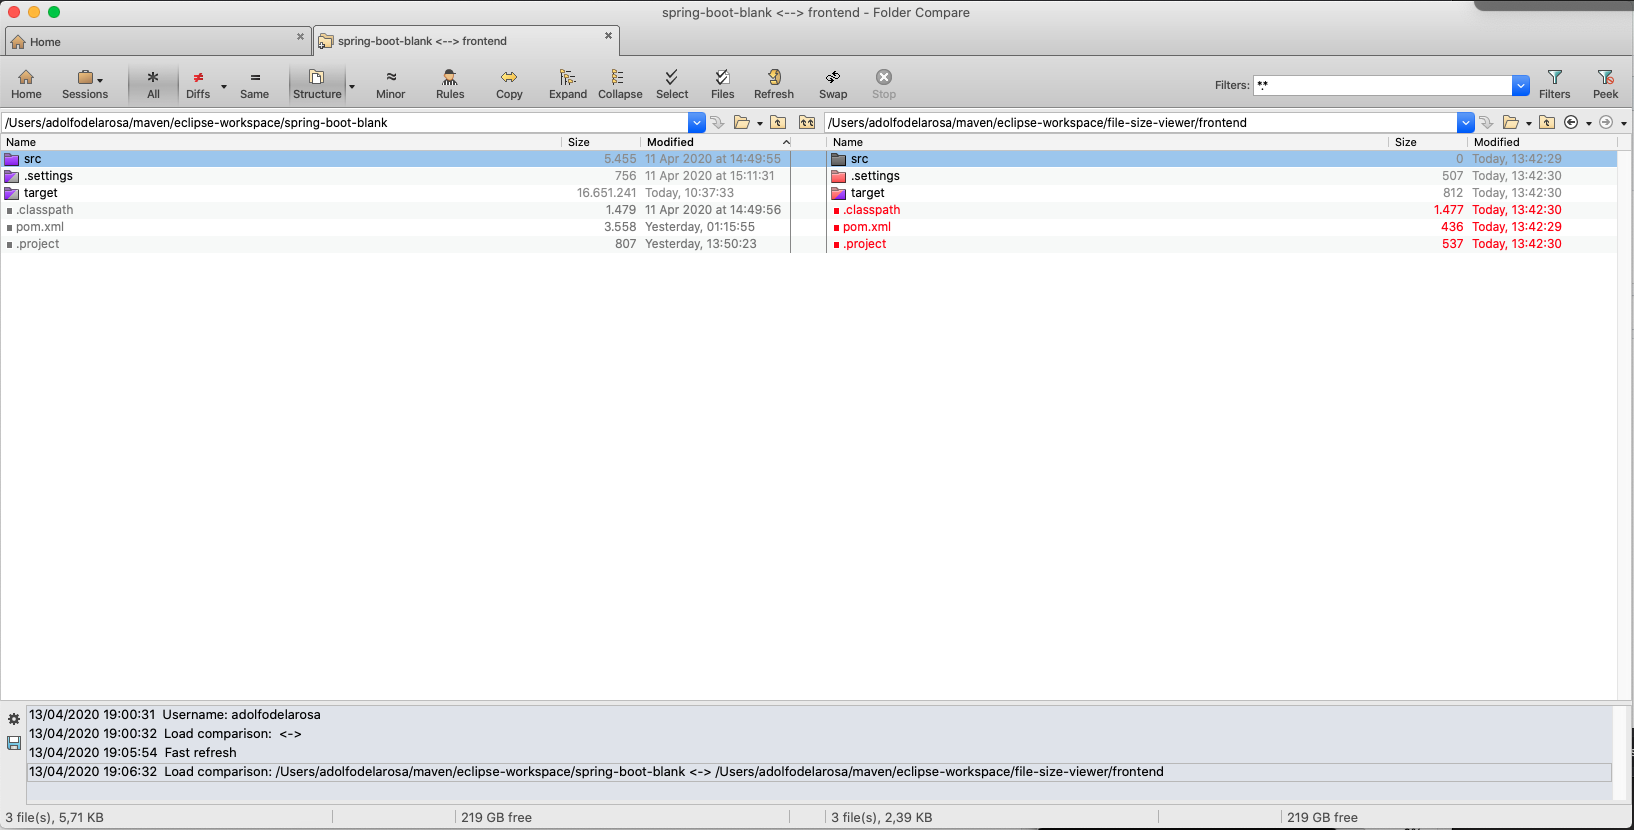 spring-boot-blank <--> frontend - Folder Compare
Home
spring-boot-blank <--> frontend
Home Sessions All Diffs Same Structure Minor Rules Copy Expand Collapse Select Files Refresh Swap Stop Filters: *.* Filters Peek
/Users/adolfodelarosa/maven/eclipse-workspace/spring-boot-blank
/Users/adolfodelarosa/maven/eclipse-workspace/file-size-viewer/frontend
Name Size Modified Name Size Modified
src 5.455 11 Apr 2020 at 14:49:55 src 0 Today, 13:42:29
.settings 756 11 Apr 2020 at 15:11:31 .settings 507 Today, 13:42:30
target 16.651.241 Today, 10:37:33 target 812 Today, 13:42:30
.classpath 1.479 11 Apr 2020 at 14:49:56 .classpath 1.477 Today, 13:42:30
pom.xml 3.558 Yesterday, 01:15:55 pom.xml 436 Today, 13:42:29
.project 807 Yesterday, 13:50:23 .project 537 Today, 13:42:30
13/04/2020 19:00:31 Username: adolfodelarosa
13/04/2020 19:00:32 Load comparison: <->
13/04/2020 19:05:54 Fast refresh
13/04/2020 19:06:32 Load comparison: /Users/adolfodelarosa/maven/eclipse-workspace/spring-boot-blank <-> /Users/adolfodelarosa/maven/eclipse-workspace/file-size-viewer/frontend
3 file(s), 5,71 KB 219 GB free 3 file(s), 2,39 KB 219 GB free